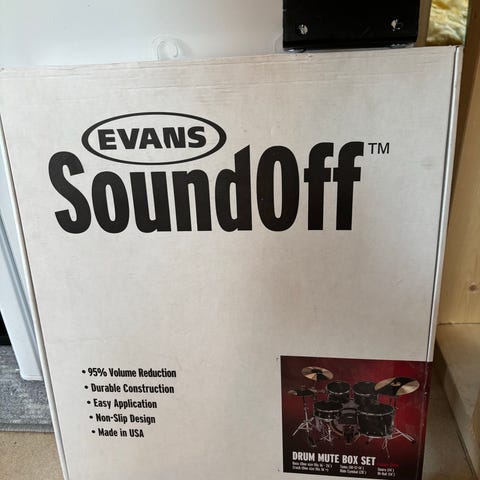 EVANS
SoundOff™
• 95% Volume Reduction
• Durable Construction
• Easy Application
• Non-Slip Design
• Made in USA
DRUM MUTE BOX SET